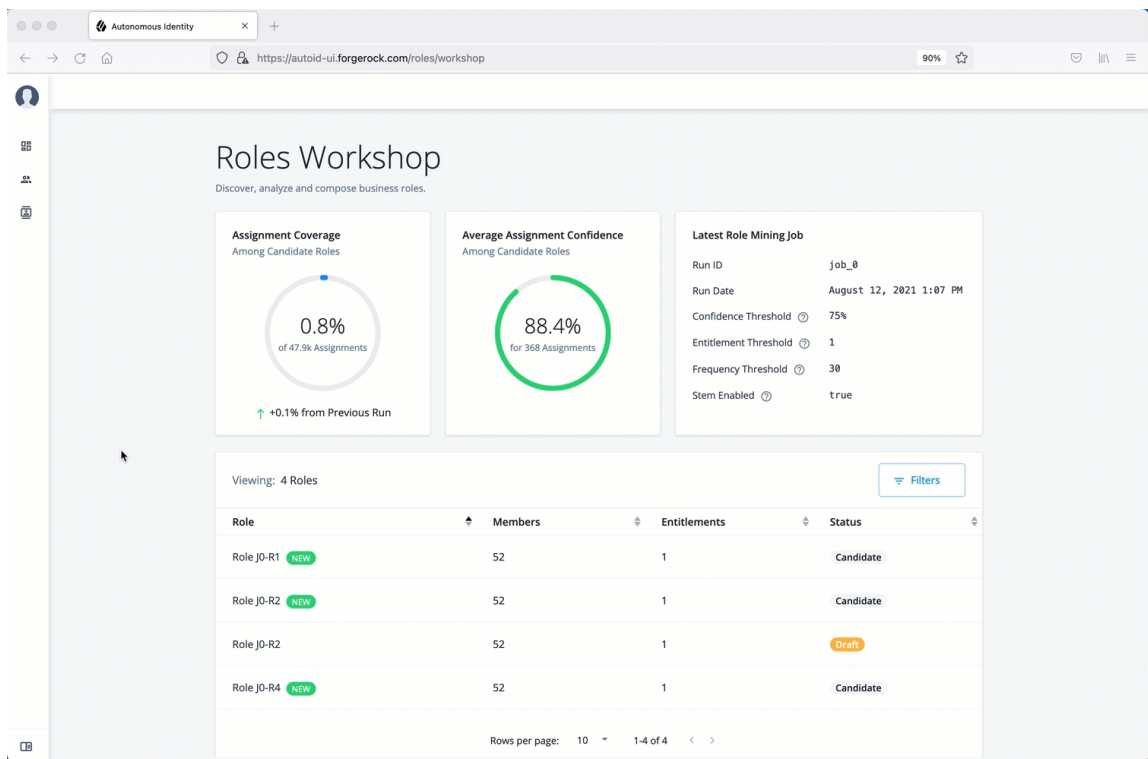 Autonomous Identity
https://autoid-ui.forgerock.com/roles/workshop
90%
Roles Workshop
Discover, analyze and compose business roles.
Assignment Coverage
Among Candidate Roles
0.8%
of 47.9k Assignments
+0.1% from Previous Run
Average Assignment Confidence
Among Candidate Roles
88.4%
for 368 Assignments
Latest Role Mining Job
Run ID job_0
Run Date August 12, 2021 1:07 PM
Confidence Threshold 75%
Entitlement Threshold 1
Frequency Threshold 30
Stem Enabled true
Viewing: 4 Roles
Filters
Role Members Entitlements Status
Role J0-R1 NEW 52 1 Candidate
Role J0-R2 NEW 52 1 Candidate
Role J0-R2 52 1 Draft
Role J0-R4 NEW 52 1 Candidate
Rows per page: 10 1-4 of 4